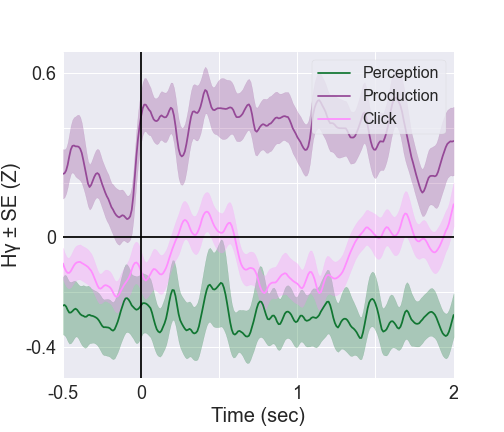 Perception
Production
Click
Hγ ± SE (Z)
0.6
0
-0.4
-0.5
0
1
2
Time (sec)